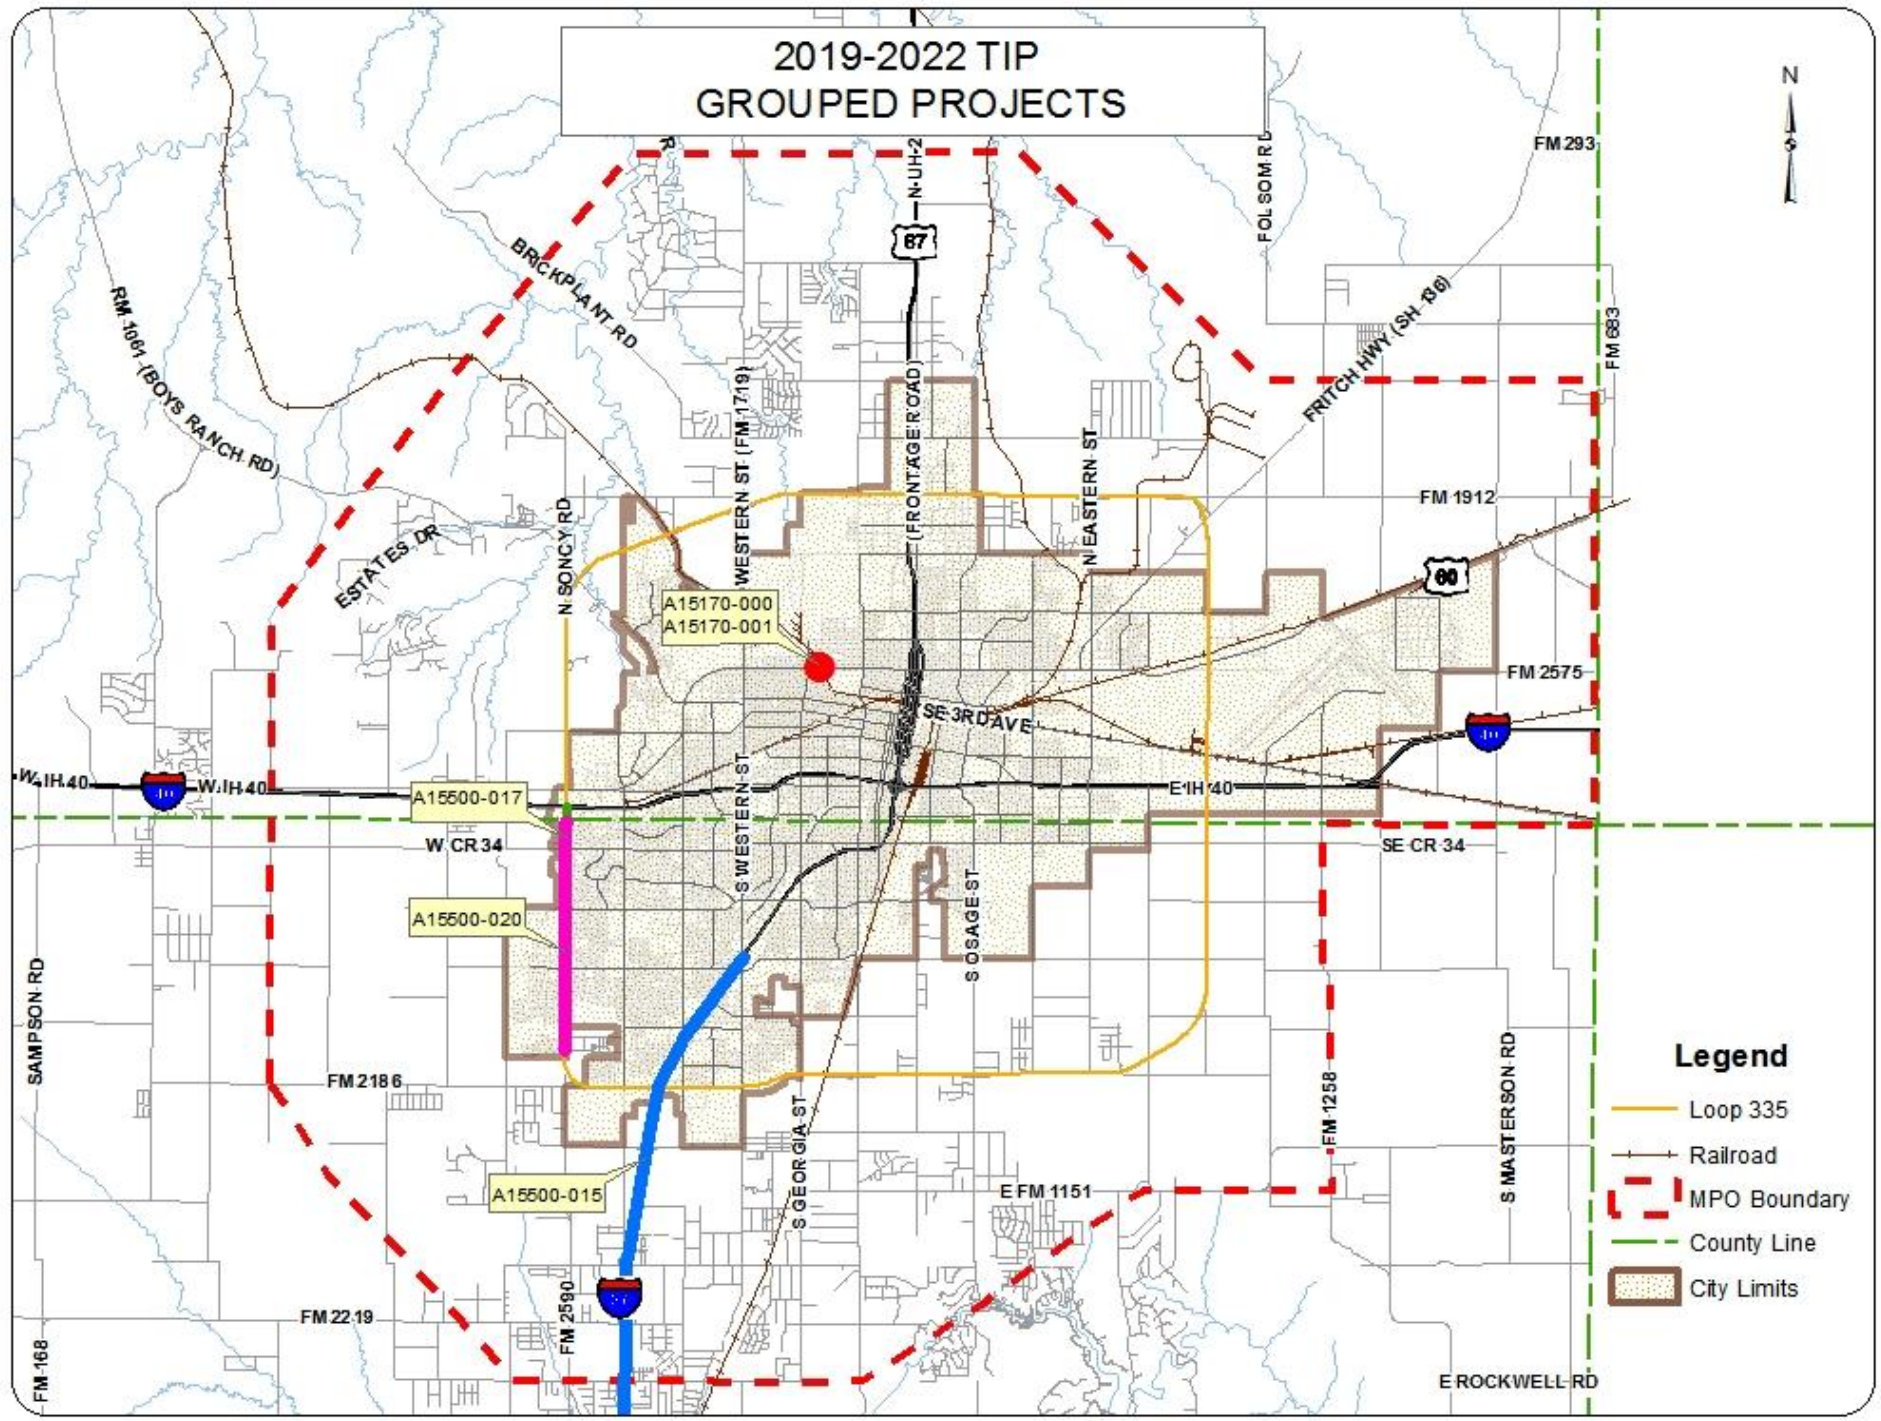 2019-2022 TIP
GROUPED PROJECTS
N
FM 293
N-UH-2
FOLSOM RD
87
BRICKPLANT RD
RM 1061 (BOYS RANCH RD)
FRITCH HWY (SH 136)
FM 683
WESTERN ST (FM 1719)
(FRONTAGE ROAD)
N EASTERN ST
FM 1912
N SONCY RD
ESTATES DR
60
A15170-000
A15170-001
FM 2575
SE 3RD AVE
40
W IH 40
40
W IH 40
A15500-017
E IH 40
S WESTERN ST
W CR 34
SE CR 34
A15500-020
S OSAGE ST
SAMPSON RD
FM 2186
FM 1258
S MASTERSON RD
Legend
Loop 335
Railroad
MPO Boundary
County Line
City Limits
S GEORGIA ST
A15500-015
E FM 1151
FM 2590
FM 2219
FM-168
E ROCKWELL RD